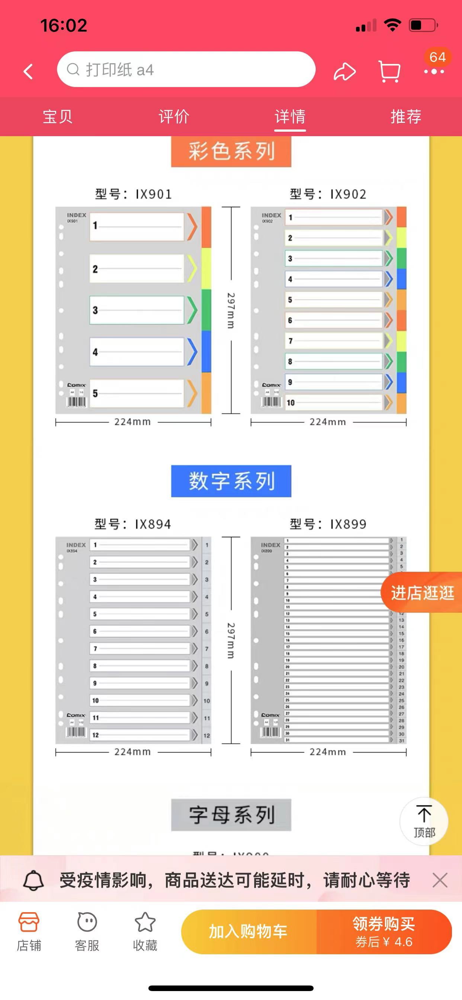 16:02
打印纸 a4
64
宝贝 评价 详情 推荐
彩色系列
型号：IX901
型号：IX902
INDEX
IX901
1
2
3
4
5
Comix
A4
297mm
INDEX
IX902
1
2
3
4
5
6
7
8
9
10
Comix
A4
224mm
224mm
数字系列
型号：IX894
型号：IX899
INDEX
IX894
1 1
2 2
3 3
4 4
5 5
6 6
7 7
8 8
9 9
10 10
11 11
12 12
Comix
A4
297mm
INDEX
IX899
1 1
2 2
3 3
4 4
5 5
6
7
8
9
10
11
12 12
13 13
14 14
15 15
16 16
17 17
18 18
19 19
20 20
21 21
22 22
23 23
24 24
25 25
26 26
27 27
28 28
29 29
30 30
31 31
Comix
A4
进店逛逛
224mm
224mm
字母系列
顶部
受疫情影响，商品送达可能延时，请耐心等待
店铺
客服
收藏
加入购物车
领券购买
券后¥ 4.6